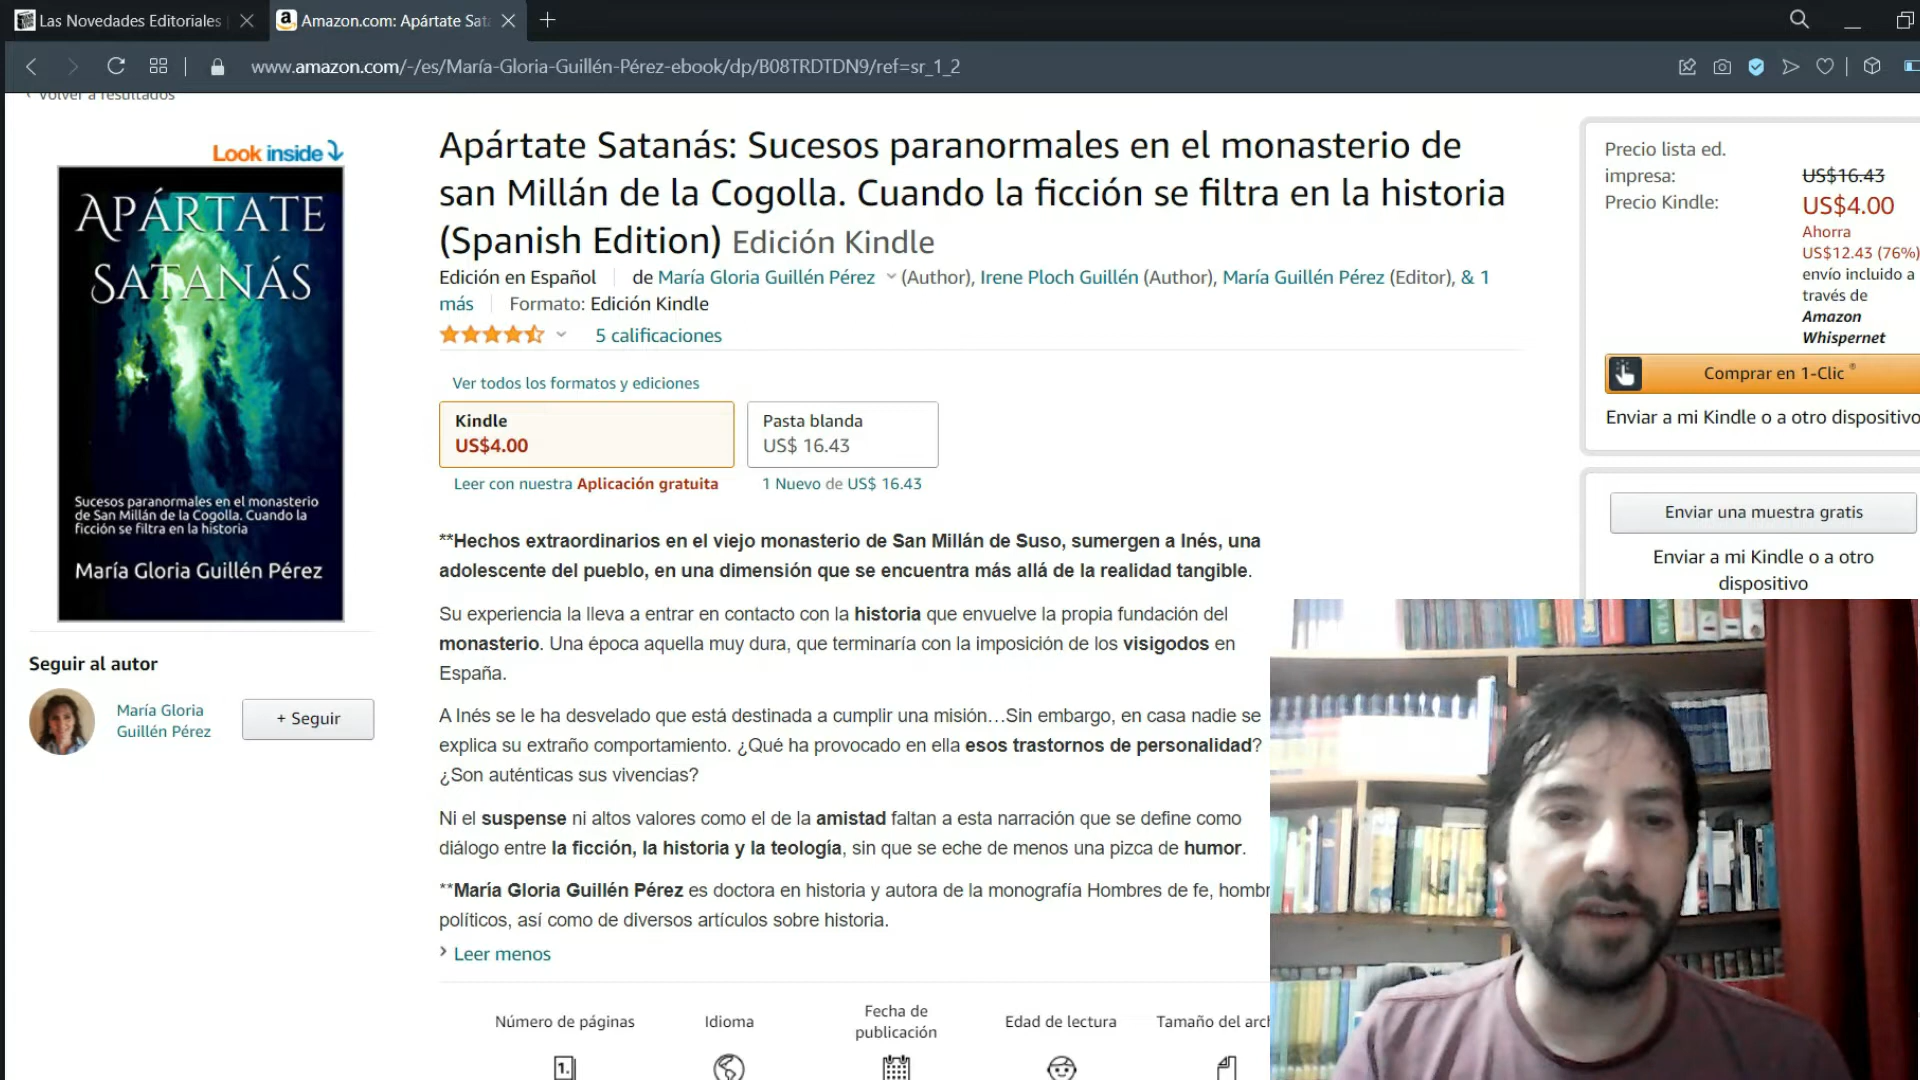 Las Novedades Editoriales
Amazon.com: Apártate Sata
www.amazon.com/-/es/María-Gloria-Guillén-Pérez-ebook/dp/B08TRDTDN9/ref=sr_1_2
Volver a resultados
Look inside
APÁRTATE
SATANÁS
Sucesos paranormales en el monasterio
de San Millán de la Cogolla. Cuando la
ficción se filtra en la historia
María Gloria Guillén Pérez
Seguir al autor
María Gloria
Guillén Pérez
+ Seguir
Apártate Satanás: Sucesos paranormales en el monasterio de
san Millán de la Cogolla. Cuando la ficción se filtra en la historia
(Spanish Edition) Edición Kindle
Edición en Español de María Gloria Guillén Pérez (Author), Irene Ploch Guillén (Author), María Guillén Pérez (Editor), & 1
más Formato: Edición Kindle
5 calificaciones
Ver todos los formatos y ediciones
Kindle
US$4.00
Pasta blanda
US$ 16.43
Leer con nuestra Aplicación gratuita
1 Nuevo de US$ 16.43
**Hechos extraordinarios en el viejo monasterio de San Millán de Suso, sumergen a Inés, una
adolescente del pueblo, en una dimensión que se encuentra más allá de la realidad tangible.
Su experiencia la lleva a entrar en contacto con la historia que envuelve la propia fundación del
monasterio. Una época aquella muy dura, que terminaría con la imposición de los visigodos en
España.
A Inés se le ha desvelado que está destinada a cumplir una misión…Sin embargo, en casa nadie se
explica su extraño comportamiento. ¿Qué ha provocado en ella esos trastornos de personalidad?
¿Son auténticas sus vivencias?
Ni el suspense ni altos valores como el de la amistad faltan a esta narración que se define como
diálogo entre la ficción, la historia y la teología, sin que se eche de menos una pizca de humor.
**María Gloria Guillén Pérez es doctora en historia y autora de la monografía Hombres de fe, hombr
políticos, así como de diversos artículos sobre historia.
Leer menos
Número de páginas
Idioma
Fecha de
publicación
Edad de lectura
Tamaño del arch
Precio lista ed.
impresa:
US$16.43
Precio Kindle:
US$4.00
Ahorra
US$12.43 (76%)
envío incluido a
través de
Amazon
Whispernet
Comprar en 1-Clic ®
Enviar a mi Kindle o a otro dispositivo
Enviar una muestra gratis
Enviar a mi Kindle o a otro
dispositivo